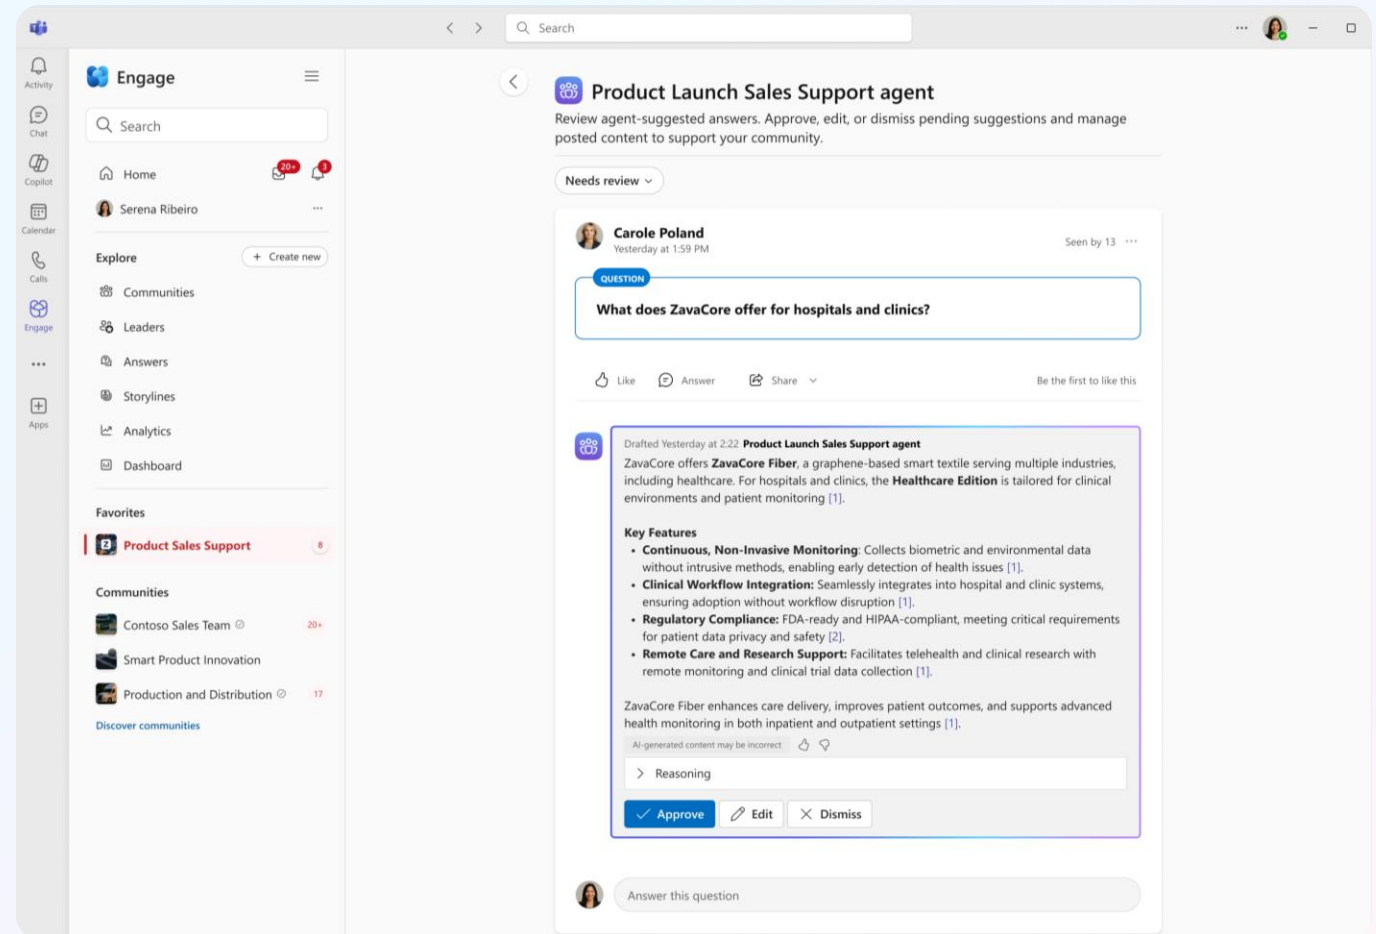 Search
Activity
Chat
Copilot
Calendar
Calls
Engage
Apps
Engage
Search
Home
20+
3
Serena Ribeiro
Explore
+ Create new
Communities
Leaders
Answers
Storylines
Analytics
Dashboard
Favorites
Product Sales Support
8
Communities
Contoso Sales Team
20+
Smart Product Innovation
Production and Distribution
17
Discover communities
Product Launch Sales Support agent
Review agent-suggested answers. Approve, edit, or dismiss pending suggestions and manage
posted content to support your community.
Needs review
Carole Poland
Yesterday at 1:59 PM
Seen by 13
QUESTION
What does ZavaCore offer for hospitals and clinics?
Like
Answer
Share
Be the first to like this
Drafted Yesterday at 2:22 Product Launch Sales Support agent
ZavaCore offers ZavaCore Fiber, a graphene-based smart textile serving multiple industries,
including healthcare. For hospitals and clinics, the Healthcare Edition is tailored for clinical
environments and patient monitoring [1].
Key Features
• Continuous, Non-Invasive Monitoring: Collects biometric and environmental data
without intrusive methods, enabling early detection of health issues [1].
• Clinical Workflow Integration: Seamlessly integrates into hospital and clinic systems,
ensuring adoption without workflow disruption [1].
• Regulatory Compliance: FDA-ready and HIPAA-compliant, meeting critical requirements
for patient data privacy and safety [2].
• Remote Care and Research Support: Facilitates telehealth and clinical research with
remote monitoring and clinical trial data collection [1].
ZavaCore Fiber enhances care delivery, improves patient outcomes, and supports advanced
health monitoring in both inpatient and outpatient settings [1].
AI-generated content may be incorrect
Reasoning
Approve
Edit
Dismiss
Answer this question